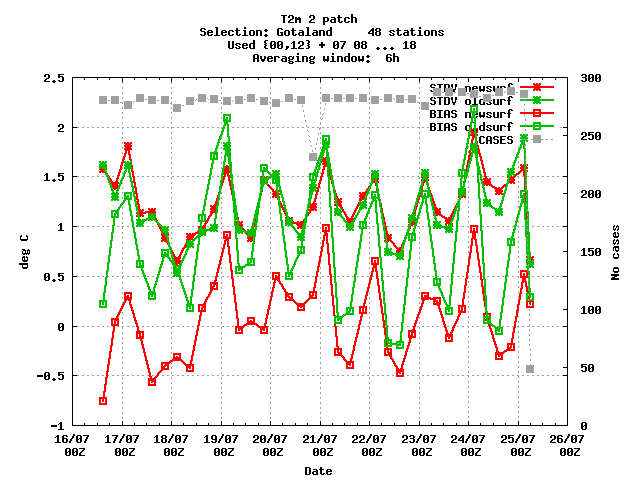 T2m 2 patch
Selection: Gotaland     48 stations
Used {00,12} + 07 08 ... 18
Averaging window:  6h
STDV newsurf
STDV oldsurf
BIAS newsurf
BIAS oldsurf
CASES
2.5
2
1.5
1
0.5
0
-0.5
-1
deg C
300
250
200
150
100
50
0
No cases
16/07 17/07 18/07 19/07 20/07 21/07 22/07 23/07 24/07 25/07 26/07
00Z 00Z 00Z 00Z 00Z 00Z 00Z 00Z 00Z 00Z 00Z
Date